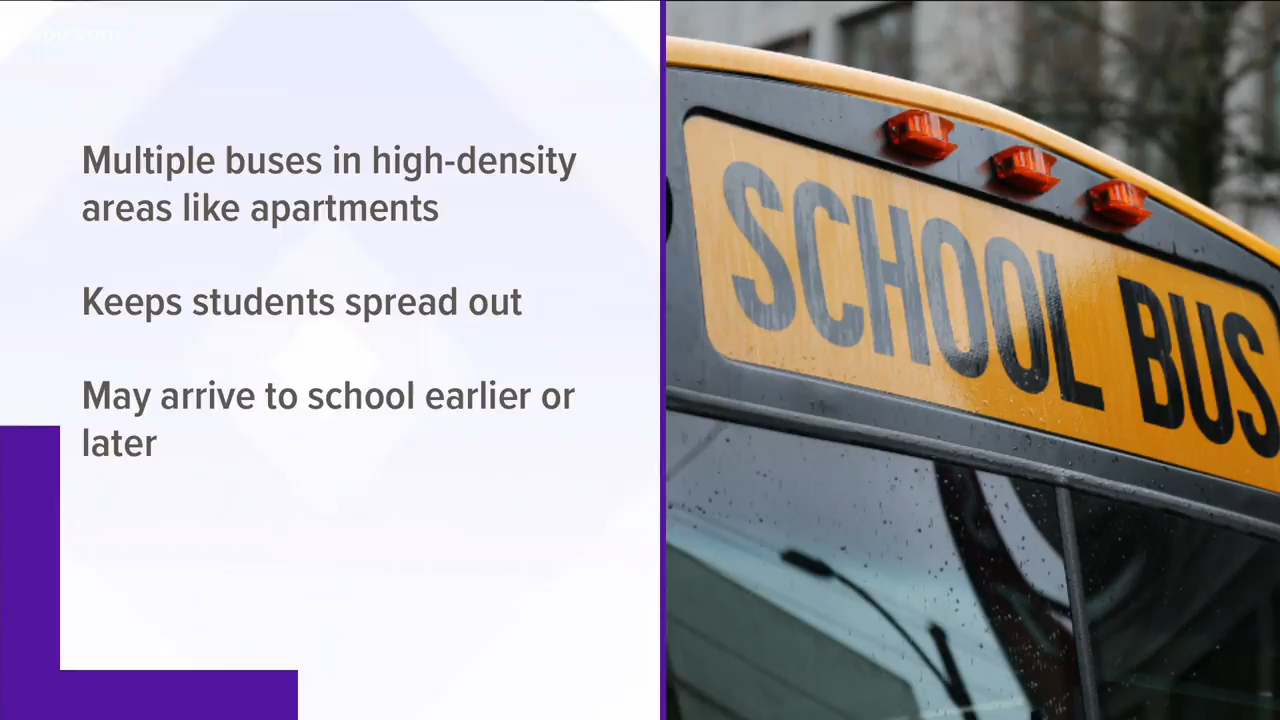 Multiple buses in high-density
areas like apartments
Keeps students spread out
May arrive to school earlier or
later
SCHOOL BUS